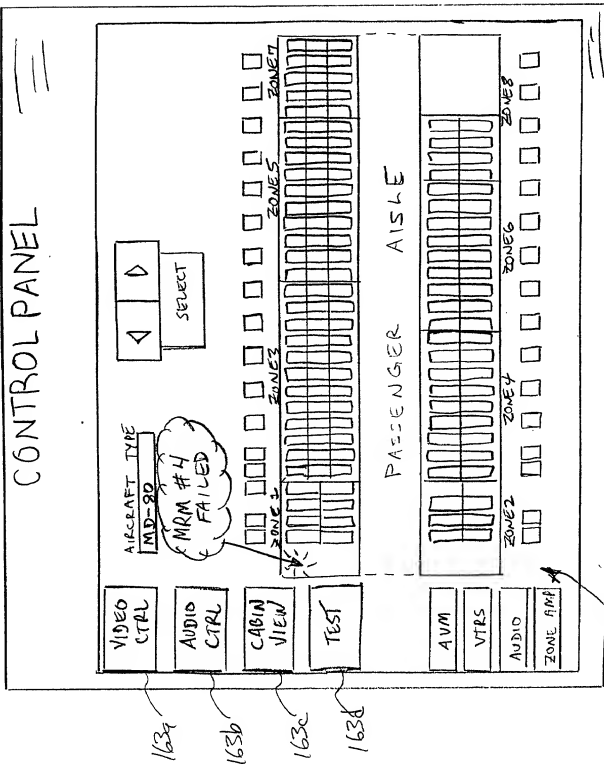 CONTROL PANEL
VIDEO CTRL
AUDIO CTRL
CABIN VIEW
TEST
163a
163b
163c
163d
AIRCRAFT TYPE
MD-80
MRM #4
FAILED
SELECT
ZONE 1
ZONE 3
ZONE 5
ZONE 7
PASSENGER AISLE
ZONE 2
ZONE 4
ZONE 6
ZONE 8
AVM
VTRS
AUDIO
ZONE AMP